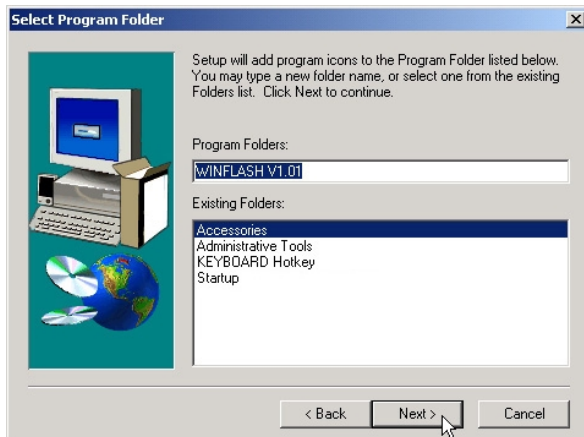 Select Program Folder
Setup will add program icons to the Program Folder listed below.
You may type a new folder name, or select one from the existing
Folders list. Click Next to continue.
Program Folders:
WINFLASH V1.01
Existing Folders:
Accessories
Administrative Tools
KEYBOARD Hotkey
Startup
< Back
Next >
Cancel